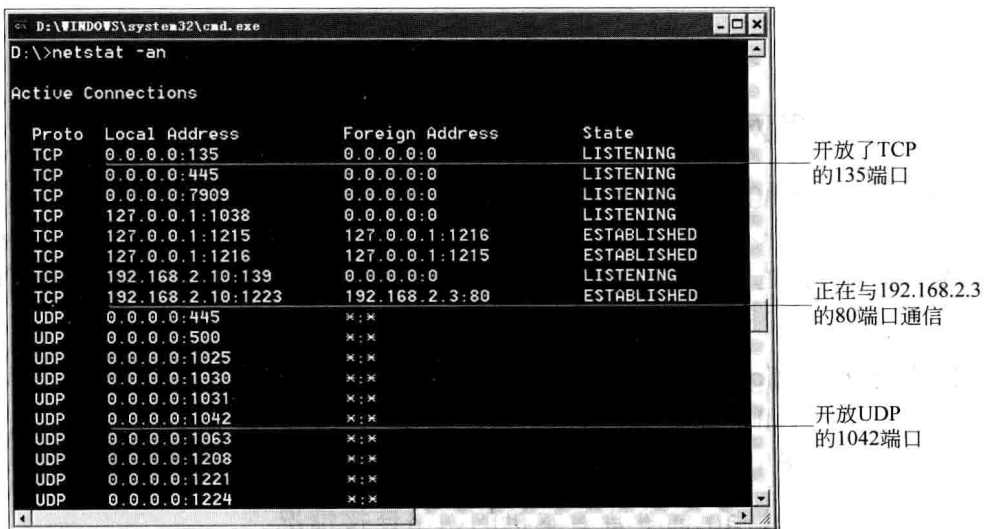 D:\WINDOWS\system32\cmd.exe
D:\>netstat -an
Active Connections
Proto Local Address Foreign Address State
TCP 0.0.0.0:135 0.0.0.0:0 LISTENING
TCP 0.0.0.0:445 0.0.0.0:0 LISTENING
TCP 0.0.0.0:7909 0.0.0.0:0 LISTENING
TCP 127.0.0.1:1038 0.0.0.0:0 LISTENING
TCP 127.0.0.1:1215 127.0.0.1:1216 ESTABLISHED
TCP 127.0.0.1:1216 127.0.0.1:1215 ESTABLISHED
TCP 192.168.2.10:139 0.0.0.0:0 LISTENING
TCP 192.168.2.10:1223 192.168.2.3:80 ESTABLISHED
UDP 0.0.0.0:445 *:*
UDP 0.0.0.0:500 *:*
UDP 0.0.0.0:1025 *:*
UDP 0.0.0.0:1030 *:*
UDP 0.0.0.0:1031 *:*
UDP 0.0.0.0:1042 *:*
UDP 0.0.0.0:1063 *:*
UDP 0.0.0.0:1208 *:*
UDP 0.0.0.0:1221 *:*
UDP 0.0.0.0:1224 *:*
开放了TCP
的135端口
正在与192.168.2.3
的80端口通信
开放UDP
的1042端口